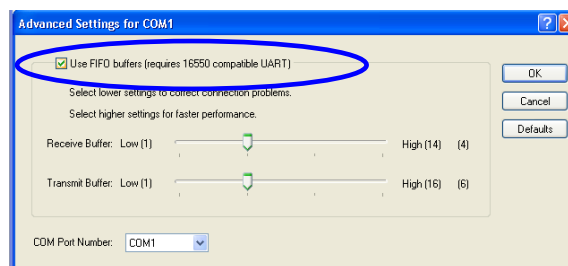 Advanced Settings for COM1
Use FIFO buffers (requires 16550 compatible UART)
OK
Select lower settings to correct connection problems.
Cancel
Select higher settings for faster performance.
Defaults
Receive Buffer: Low (1) High (14) (4)
Transmit Buffer: Low (1) High (16) (6)
COM Port Number: COM1